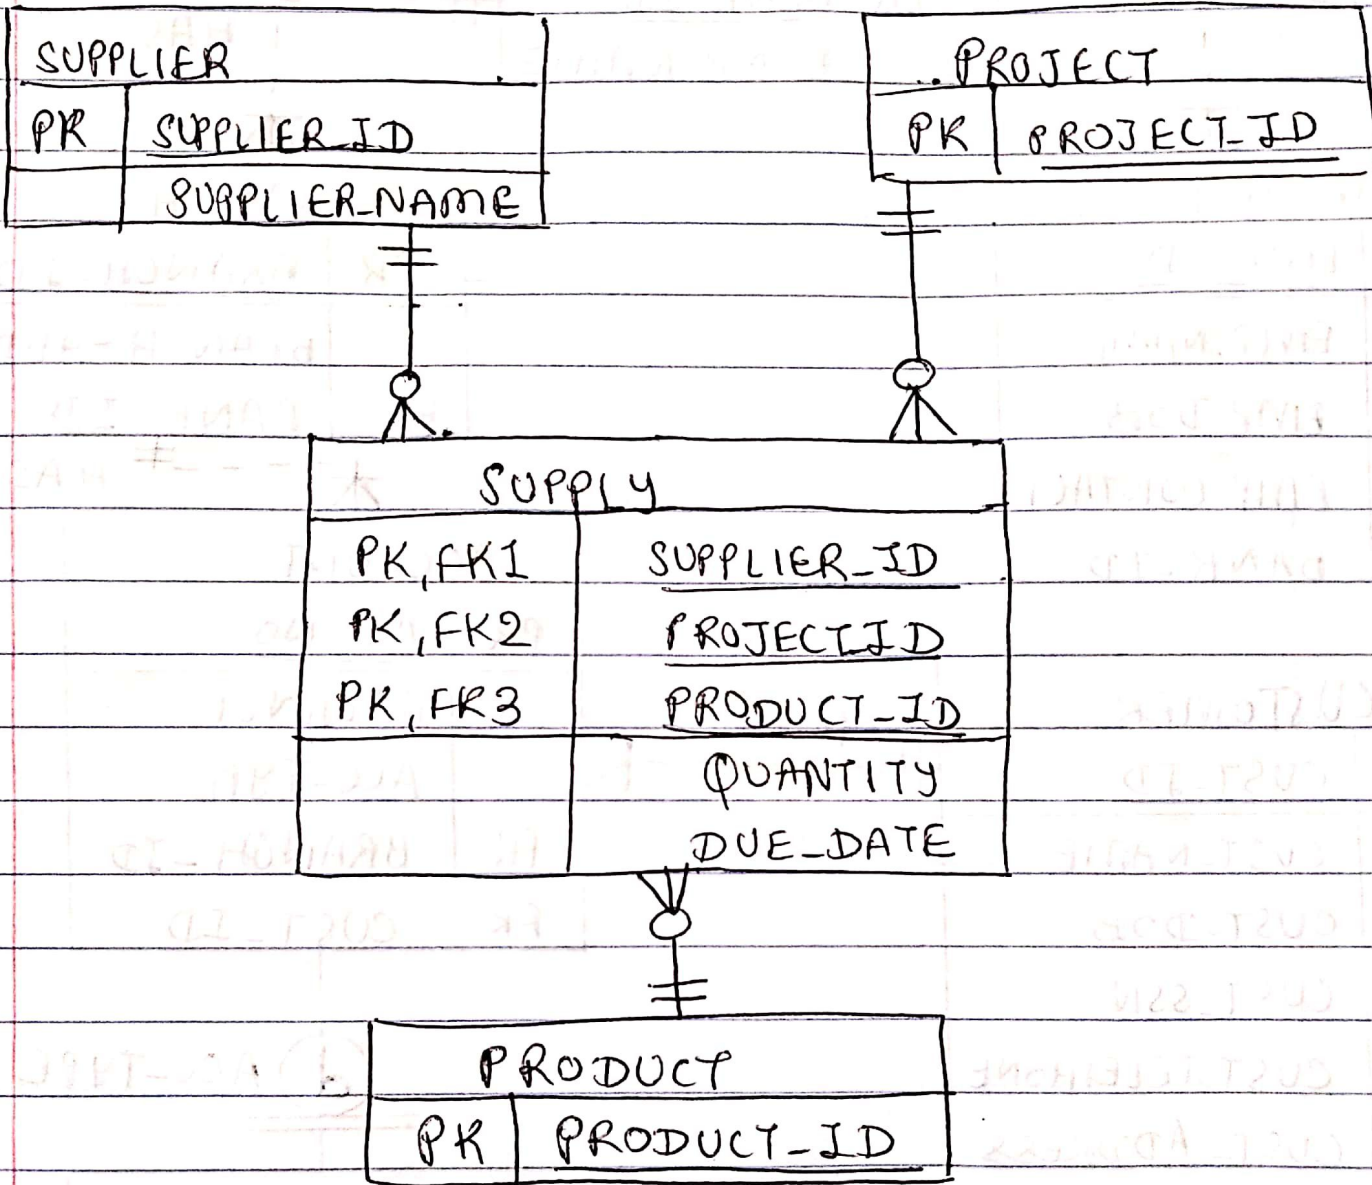 SUPPLIER
PK SUPPLIER_ID
SUPPLIER_NAME
PROJECT
PK PROJECT_ID
SUPPLY
PK, FK1 SUPPLIER_ID
PK, FK2 PROJECT_ID
PK, FK3 PRODUCT_ID
QUANTITY
DUE_DATE
PRODUCT
PK PRODUCT_ID